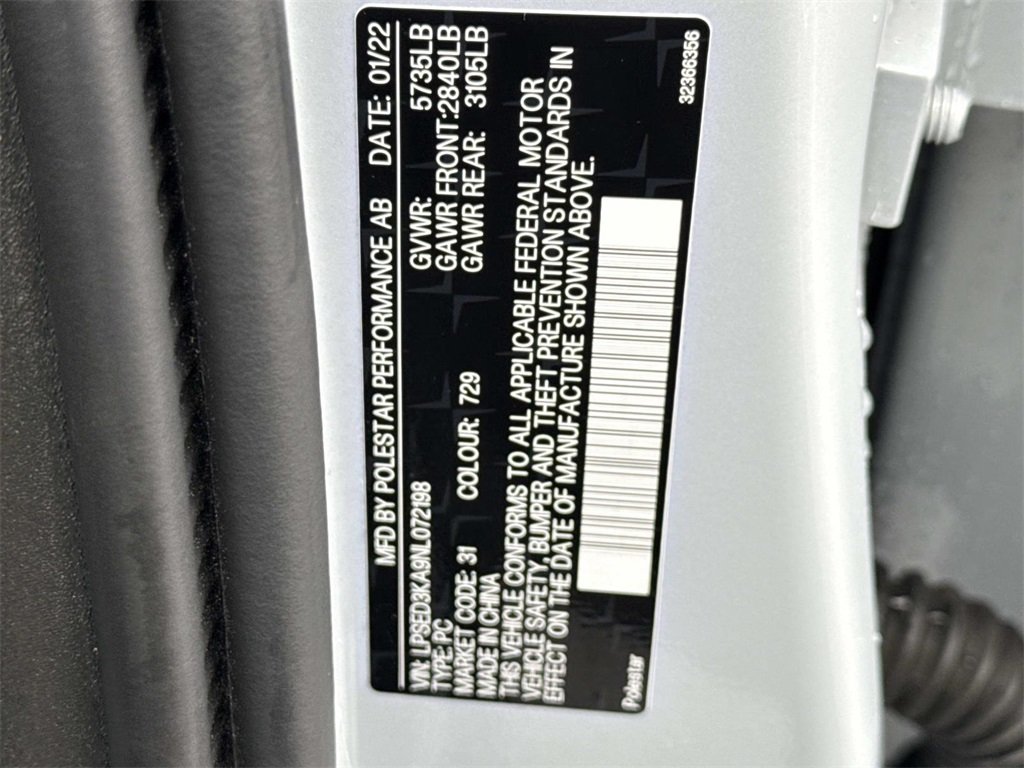 MFD BY POLESTAR PERFORMANCE AB DATE: 01/22
VIN: LPSED3KA9NL072198 GVWR: 5735LB
TYPE:PC GAWR FRONT:2840LB
MARKET CODE: 31 COLOUR: 729 GAWR REAR: 3105LB
MADE IN CHINA
THIS VEHICLE CONFORMS TO ALL APPLICABLE FEDERAL MOTOR
VEHICLE SAFETY, BUMPER AND THEFT PREVENTION STANDARDS IN
EFFECT ON THE DATE OF MANUFACTURE SHOWN ABOVE.
Polestar 32366356